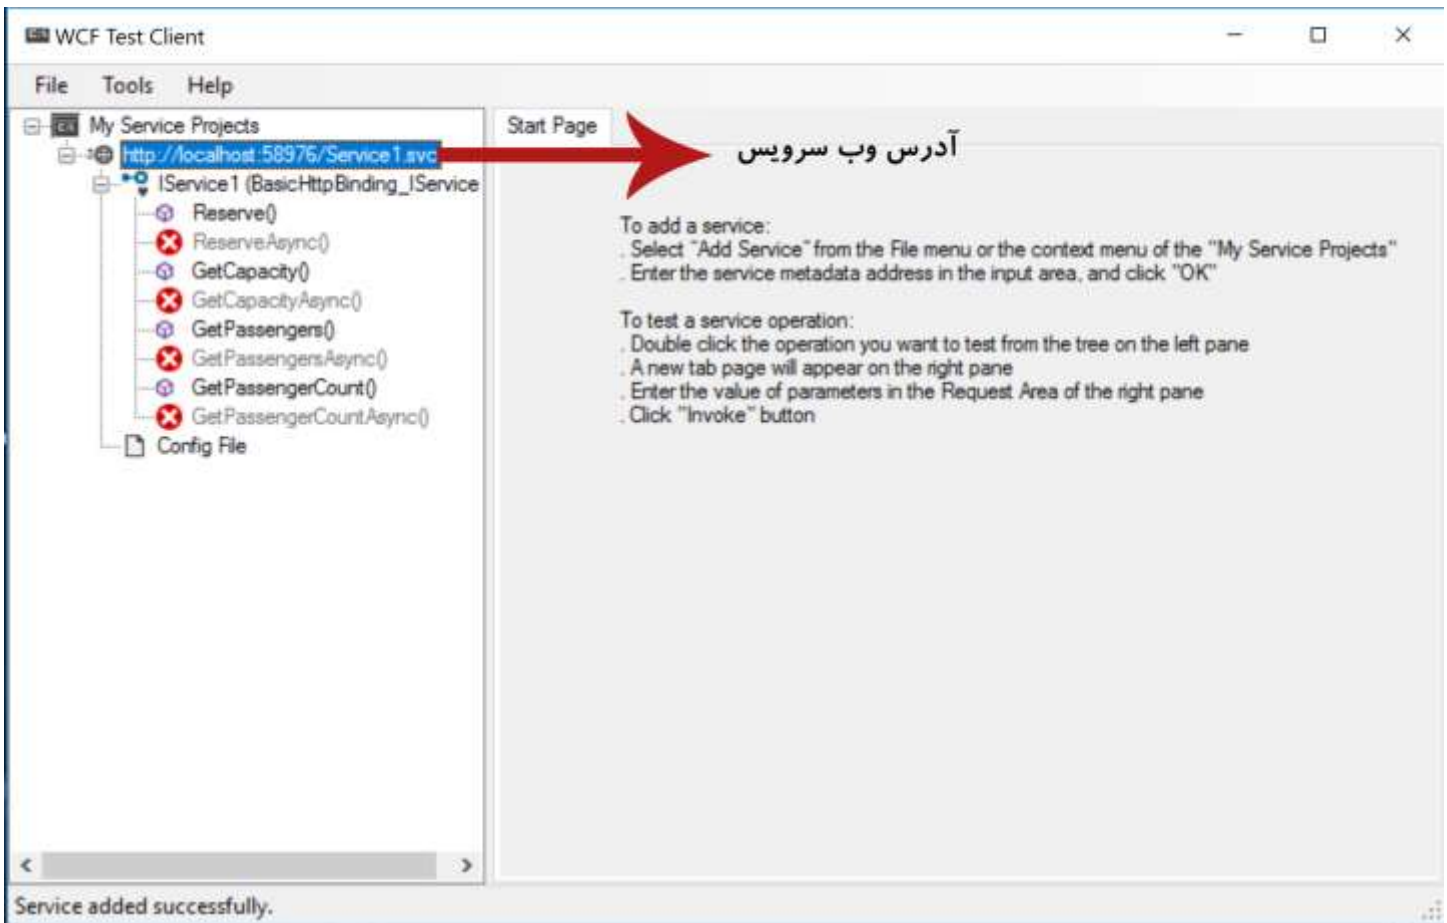 WCF Test Client
File Tools Help
My Service Projects
http://localhost:58976/Service1.svc
IService1 (BasicHttpBinding_IService
Reserve()
ReserveAsync()
GetCapacity()
GetCapacityAsync()
GetPassengers()
GetPassengersAsync()
GetPassengerCount()
GetPassengerCountAsync()
Config File
Start Page
آدرس وب سرویس
To add a service:
. Select "Add Service" from the File menu or the context menu of the "My Service Projects"
. Enter the service metadata address in the input area, and click "OK"
To test a service operation:
. Double click the operation you want to test from the tree on the left pane
. A new tab page will appear on the right pane
. Enter the value of parameters in the Request Area of the right pane
. Click "Invoke" button
Service added successfully.